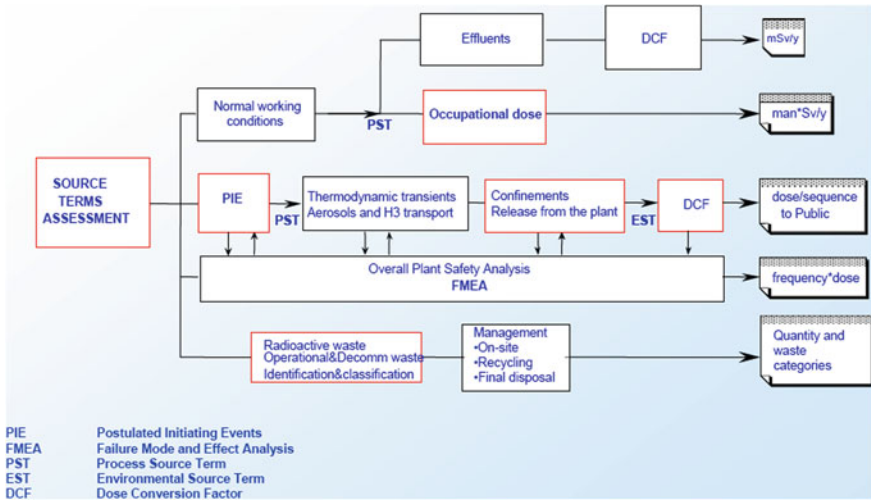 Effluents
DCF
mSv/y
Normal working
conditions
PST
Occupational dose
man*Sv/y
SOURCE
TERMS
ASSESSMENT
PIE
PST
Thermodynamic transients
Aerosols and H3 transport
Confinements
Release from the plant
EST
DCF
dose/sequence
to Public
Overall Plant Safety Analysis
FMEA
frequency*dose
Radioactive waste
Operational&Decomm waste
Identification&classification
Management
•On-site
•Recycling
•Final disposal
Quantity and
waste
categories
PIE Postulated Initiating Events
FMEA Failure Mode and Effect Analysis
PST Process Source Term
EST Environmental Source Term
DCF Dose Conversion Factor